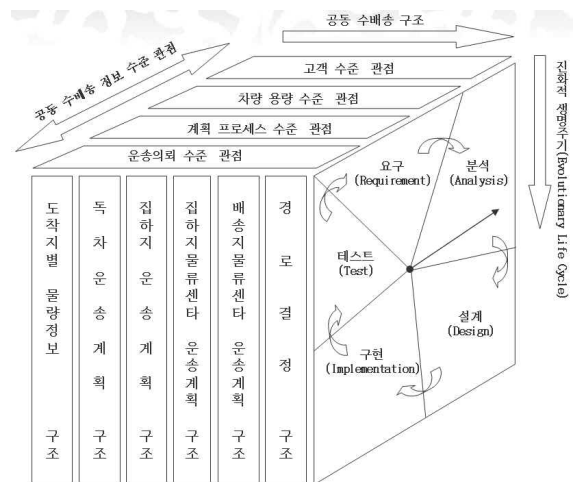 공동 수배송 구조
공동 수배송 정보 수준 관점
고객 수준 관점
차량 용량 수준 관점
계획 프로세스 수준 관점
운송의뢰 수준 관점
진화적 생명주기(Evolutionary Life Cycle)
도착지별 물량정보 구조
독차운송계획 구조
집하지운송계획 구조
집하지물류센타 운송계획 구조
배송지물류센타 운송계획 구조
경로결정 구조
요구
(Requirement)
분석
(Analysis)
테스트
(Test)
설계
(Design)
구현
(Implementation)